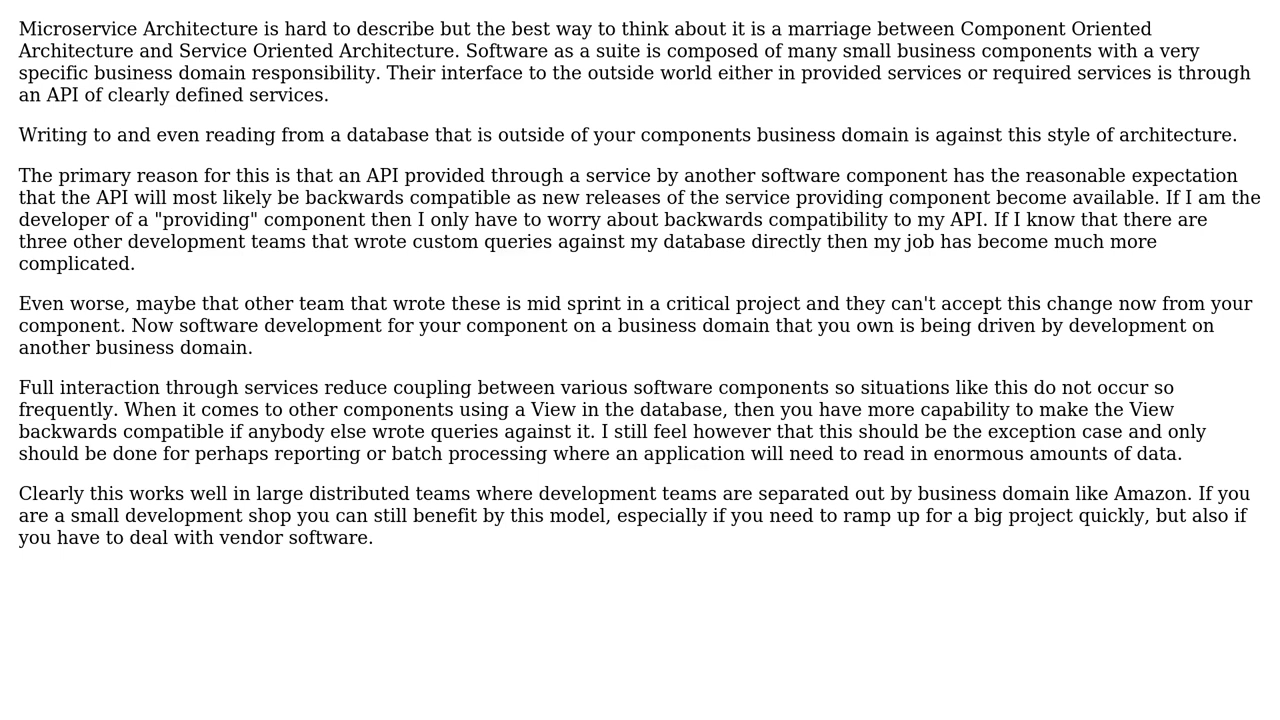 Microservice Architecture is hard to describe but the best way to think about it is a marriage between Component Oriented
Architecture and Service Oriented Architecture. Software as a suite is composed of many small business components with a very
specific business domain responsibility. Their interface to the outside world either in provided services or required services is through
an API of clearly defined services.
Writing to and even reading from a database that is outside of your components business domain is against this style of architecture.
The primary reason for this is that an API provided through a service by another software component has the reasonable expectation
that the API will most likely be backwards compatible as new releases of the service providing component become available. If I am the
developer of a "providing" component then I only have to worry about backwards compatibility to my API. If I know that there are
three other development teams that wrote custom queries against my database directly then my job has become much more
complicated.
Even worse, maybe that other team that wrote these is mid sprint in a critical project and they can't accept this change now from your
component. Now software development for your component on a business domain that you own is being driven by development on
another business domain.
Full interaction through services reduce coupling between various software components so situations like this do not occur so
frequently. When it comes to other components using a View in the database, then you have more capability to make the View
backwards compatible if anybody else wrote queries against it. I still feel however that this should be the exception case and only
should be done for perhaps reporting or batch processing where an application will need to read in enormous amounts of data.
Clearly this works well in large distributed teams where development teams are separated out by business domain like Amazon. If you
are a small development shop you can still benefit by this model, especially if you need to ramp up for a big project quickly, but also if
you have to deal with vendor software.